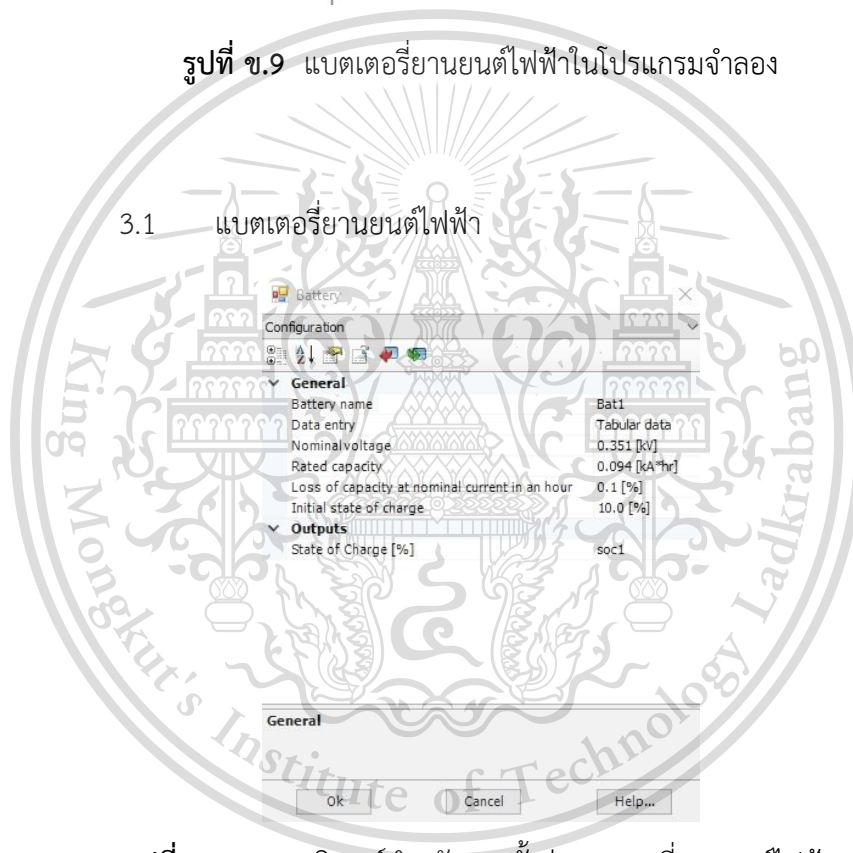 รูปที่ ข.9 แบตเตอรี่ยานยนต์ไฟฟ้าในโปรแกรมจำลอง
3.1 แบตเตอรี่ยานยนต์ไฟฟ้า
Battery
Configuration
General
Battery name Bat1
Data entry Tabular data
Nominal voltage 0.351 [kV]
Rated capacity 0.094 [kA*hr]
Loss of capacity at nominal current in an hour 0.1 [%]
Initial state of charge 10.0 [%]
Outputs
State of Charge [%] soc1
General
Ok Cancel Help...
King Mongkut's Institute of Technology Ladkrabang